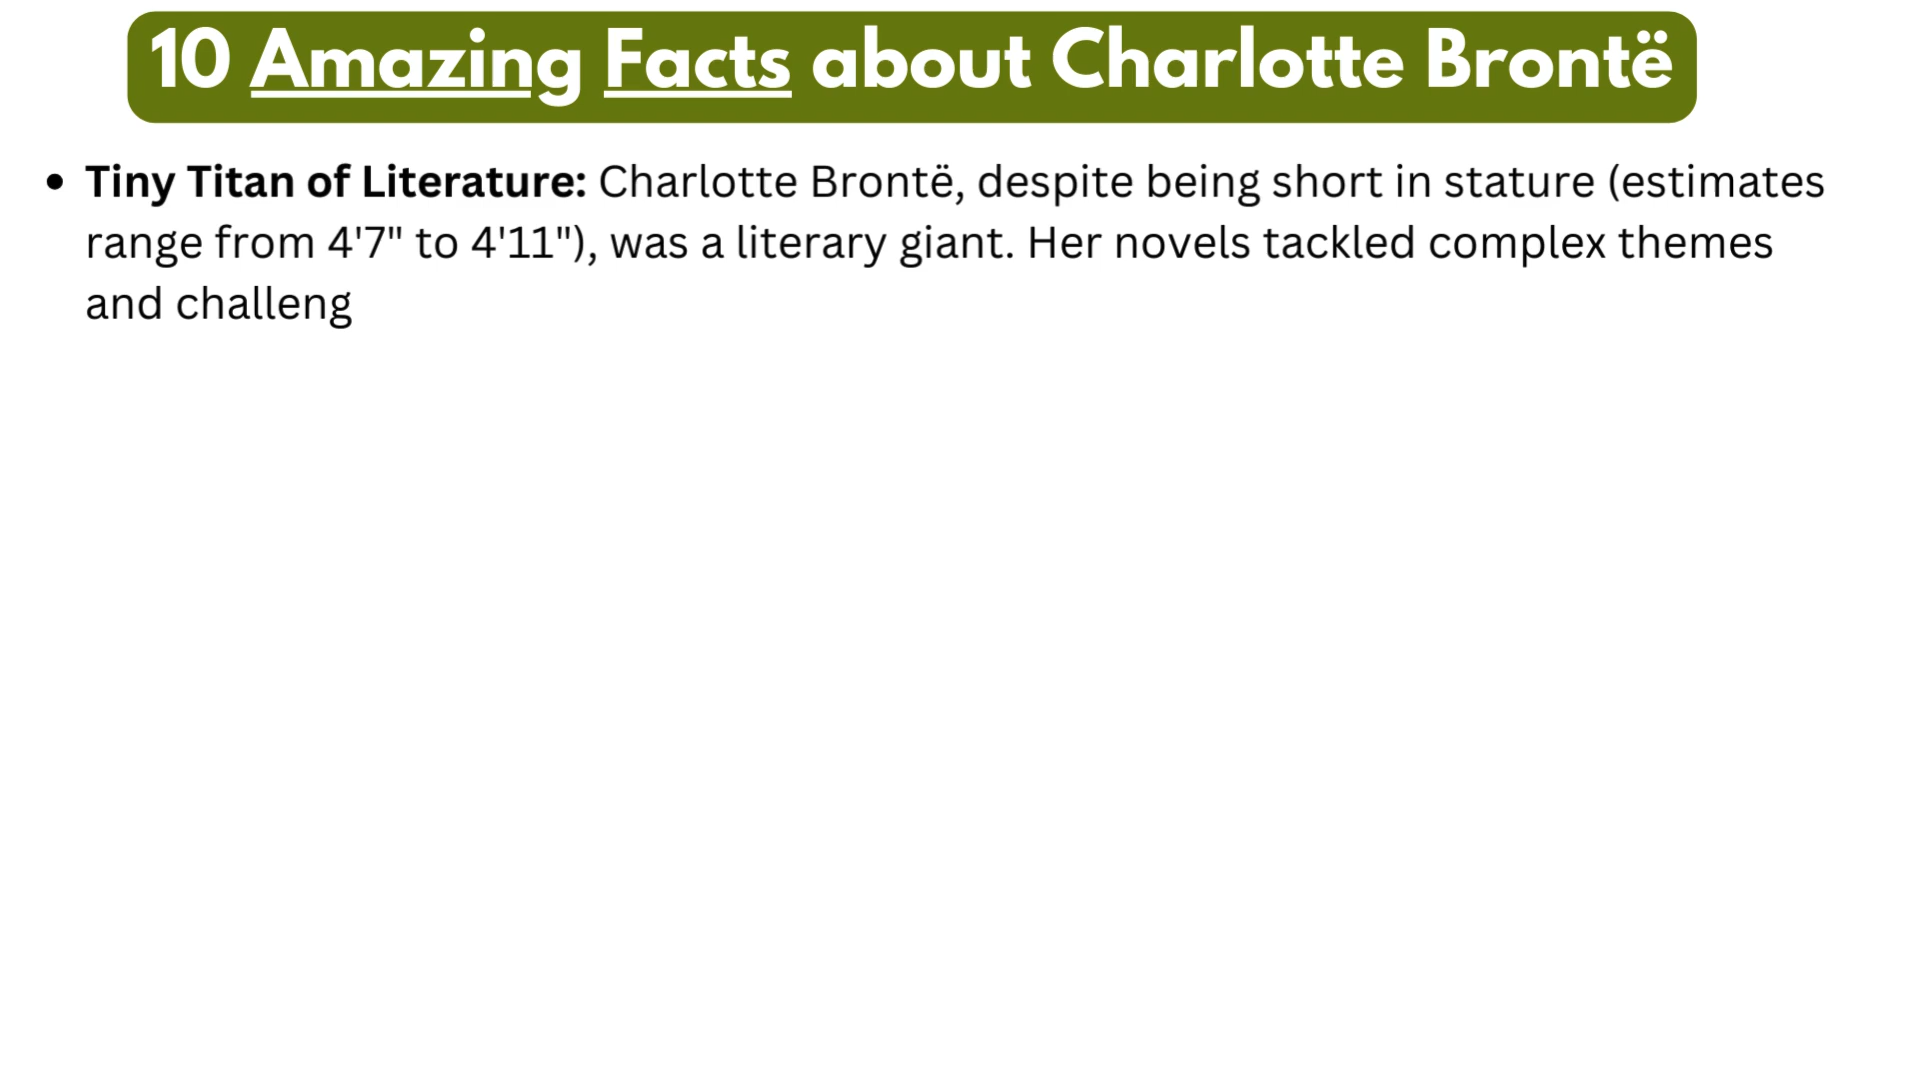 10 Amazing Facts about Charlotte Brontë
• Tiny Titan of Literature: Charlotte Brontë, despite being short in stature (estimates
range from 4'7" to 4'11"), was a literary giant. Her novels tackled complex themes
and challeng